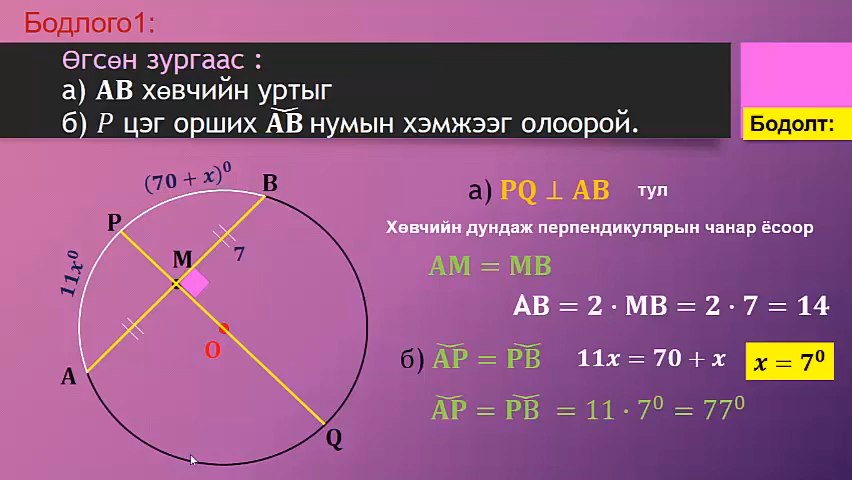 Бодлого1:
Өгсөн зургаас :
а) AB хөвчийн уртыг
б) P цэг орших A͝B нумын хэмжээг олоорой.
Бодолт:
(70 + x)⁰
B
P
M
7
11x⁰
O
A
Q
а) PQ ⊥ AB тул
Хөвчийн дундаж перпендикулярын чанар ёсоор
AM = MB
AB = 2 · MB = 2 · 7 = 14
б) A͝P = P͝B 11x = 70 + x x = 7⁰
A͝P = P͝B = 11 · 7⁰ = 77⁰